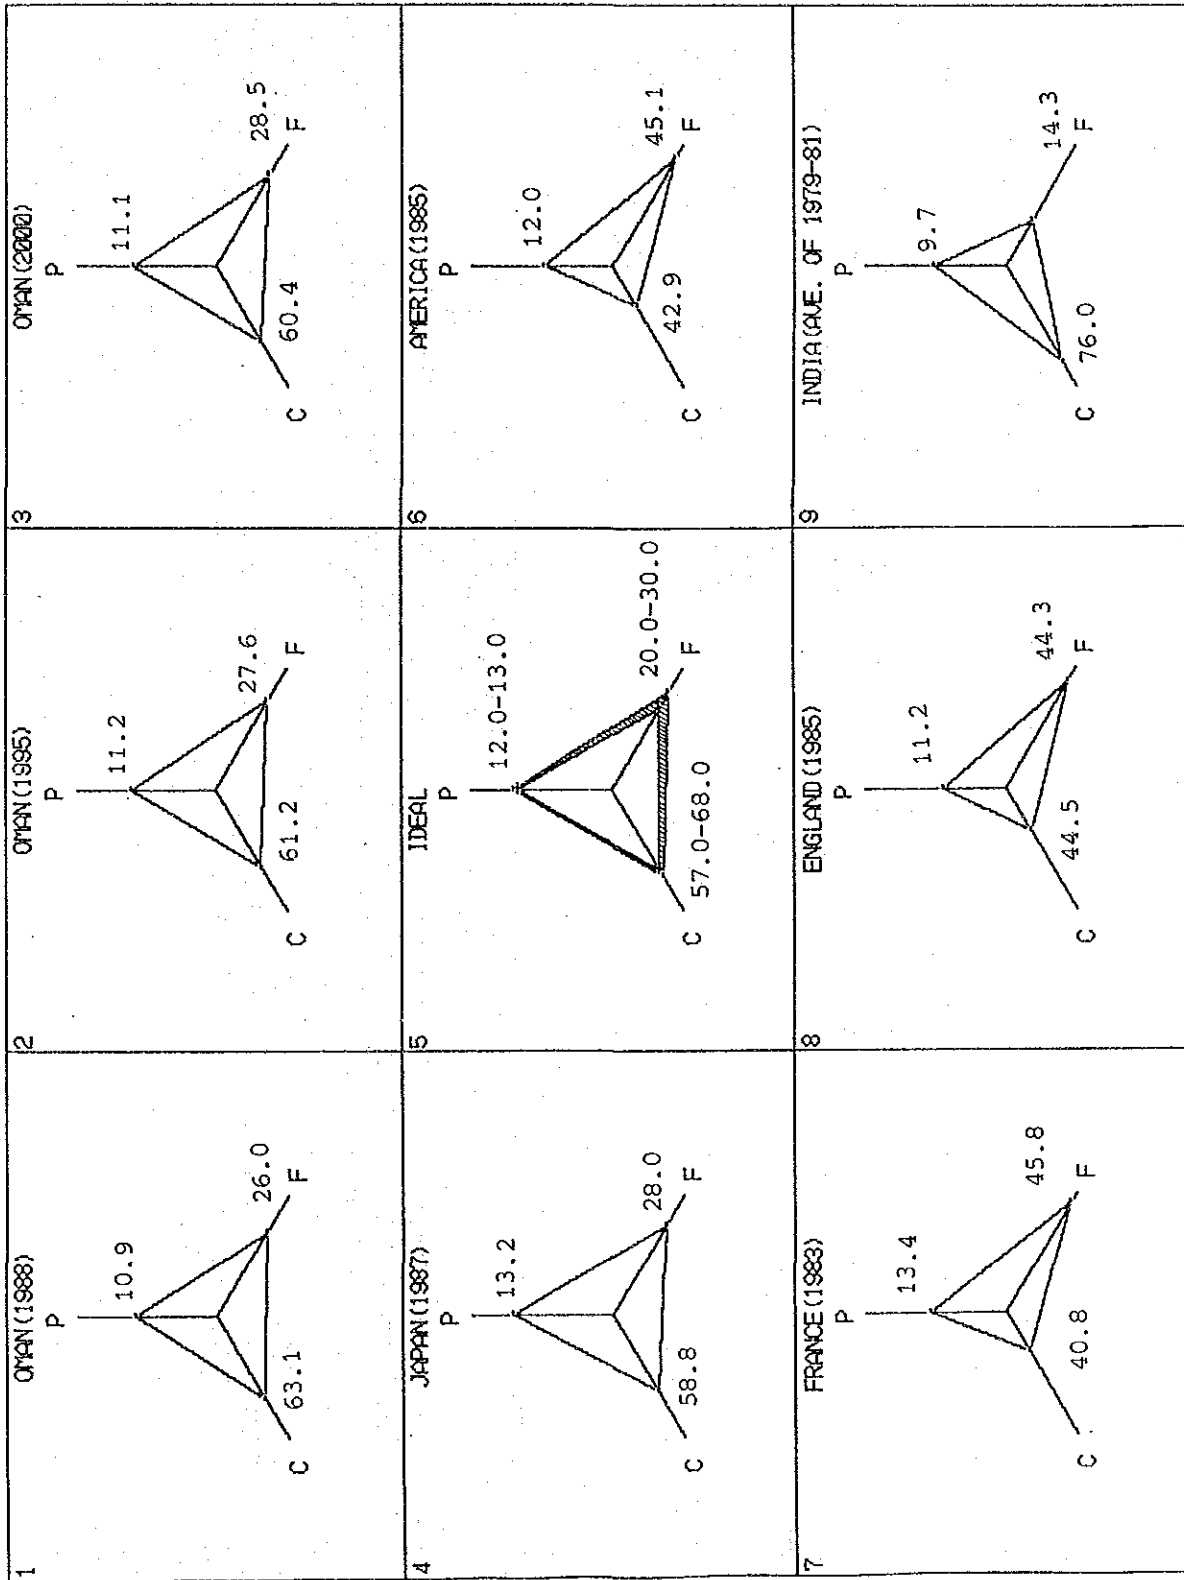 1
OMAN(1988)
P
10.9
63.1
26.0
C
F
2
OMAN(1995)
P
11.2
61.2
27.6
C
F
3
OMAN(2000)
P
11.1
60.4
28.5
C
F
4
JAPAN(1987)
P
13.2
58.8
28.0
C
F
5
IDEAL
P
12.0-13.0
57.0-68.0
20.0-30.0
C
F
6
AMERICA(1985)
P
12.0
42.9
45.1
C
F
7
FRANCE(1983)
P
13.4
40.8
45.8
C
F
8
ENGLAND(1985)
P
11.2
44.5
44.3
C
F
9
INDIA(AVE. OF 1979-81)
P
9.7
76.0
14.3
C
F